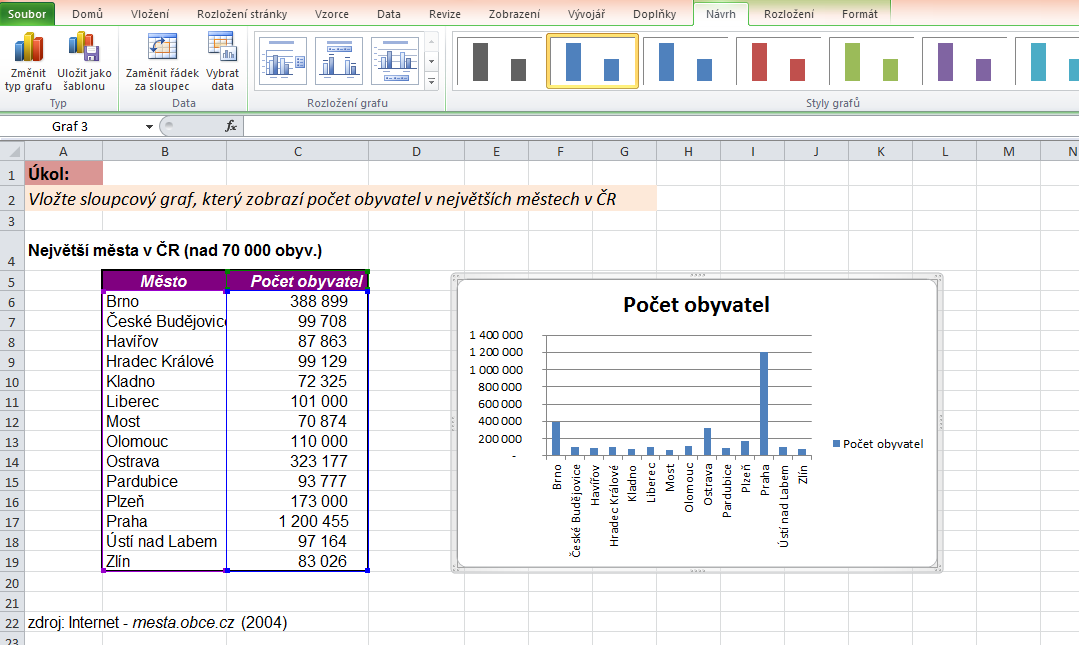 Soubor Domů Vložení Rozložení stránky Vzorce Data Revize Zobrazení Vývojář Doplňky Návrh Rozložení Formát
Změnit typ grafu
Uložit jako šablonu
Zaměnit řádek za sloupec
Vybrat data
Typ Data Rozložení grafu Styly grafů
Graf 3 fx
A B C D E F G H I J K L M N
1 Úkol:
2 Vložte sloupcový graf, který zobrazí počet obyvatel v největších městech v ČR
3
4 Největší města v ČR (nad 70 000 obyv.)
5 Město Počet obyvatel
6 Brno 388 899
7 České Budějovic 99 708
8 Havířov 87 863
9 Hradec Králové 99 129
10 Kladno 72 325
11 Liberec 101 000
12 Most 70 874
13 Olomouc 110 000
14 Ostrava 323 177
15 Pardubice 93 777
16 Plzeň 173 000
17 Praha 1 200 455
18 Ústí nad Labem 97 164
19 Zlín 83 026
20
21
22 zdroj: Internet - mesta.obce.cz (2004)
23
Počet obyvatel
1 400 000
1 200 000
1 000 000
800 000
600 000
400 000
200 000
-
Brno
České Budějovice
Havířov
Hradec Králové
Kladno
Liberec
Most
Olomouc
Ostrava
Pardubice
Plzeň
Praha
Ústí nad Labem
Zlín
Počet obyvatel